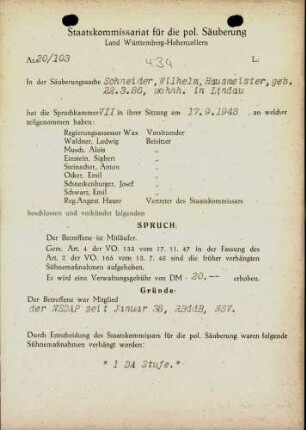 Staatskommissariat für die pol. Säuberung
Land Württemberg-Hohenzollern
Az: 20/103 434 L:
In der Säuberungssache Schneider, Wilhelm, Hausmeister, geb.
22.3.86, wohnh. in Lindau
hat die Spruchkammer VII in ihrer Sitzung am 17.9.1948 an welcher
teilgenommen haben:
Regierungsassessor Wax Vorsitzender
Waldner, Ludwig Beisitzer
Musch, Alois "
Einstein, Sigbert "
Steinacher, Anton "
Oder, Emil "
Schneckenburger, Josef "
Schwarz, Emil "
Reg.Angest. Hauer Vertreter des Staatskommissars
beschlossen und verkündet folgenden
SPRUCH:
Der Betroffene ist Mitläufer.
Gem. Art. 4 der VO. 133 vom 17. 11. 47 in der Fassung des
Art. 2 der VO. 165 vom 13. 7. 48 sind die früher verhängten
Sühnemaßnahmen aufgehoben.
Es wird eine Verwaltungsgebühr von DM 20.-- erhoben.
Gründe:
Der Betroffene war Mitglied
der NSDAP seit Januar 38, RBddB, NSV.
Durch Entscheidung des Staatskommissars für die pol. Säuberung waren folgende
Sühnemaßnahmen verhängt worden:
" 1 DA Stufe."